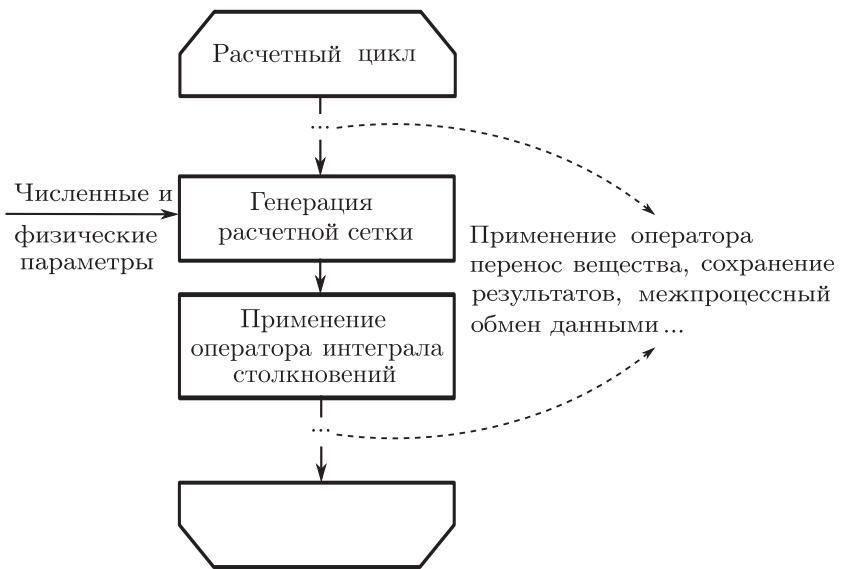 Расчетный цикл
...
Численные и
физические
параметры
Генерация
расчетной сетки
Применение оператора
перенос вещества, сохранение
результатов, межпроцессный
обмен данными ...
Применение
оператора интеграла
столкновений
...